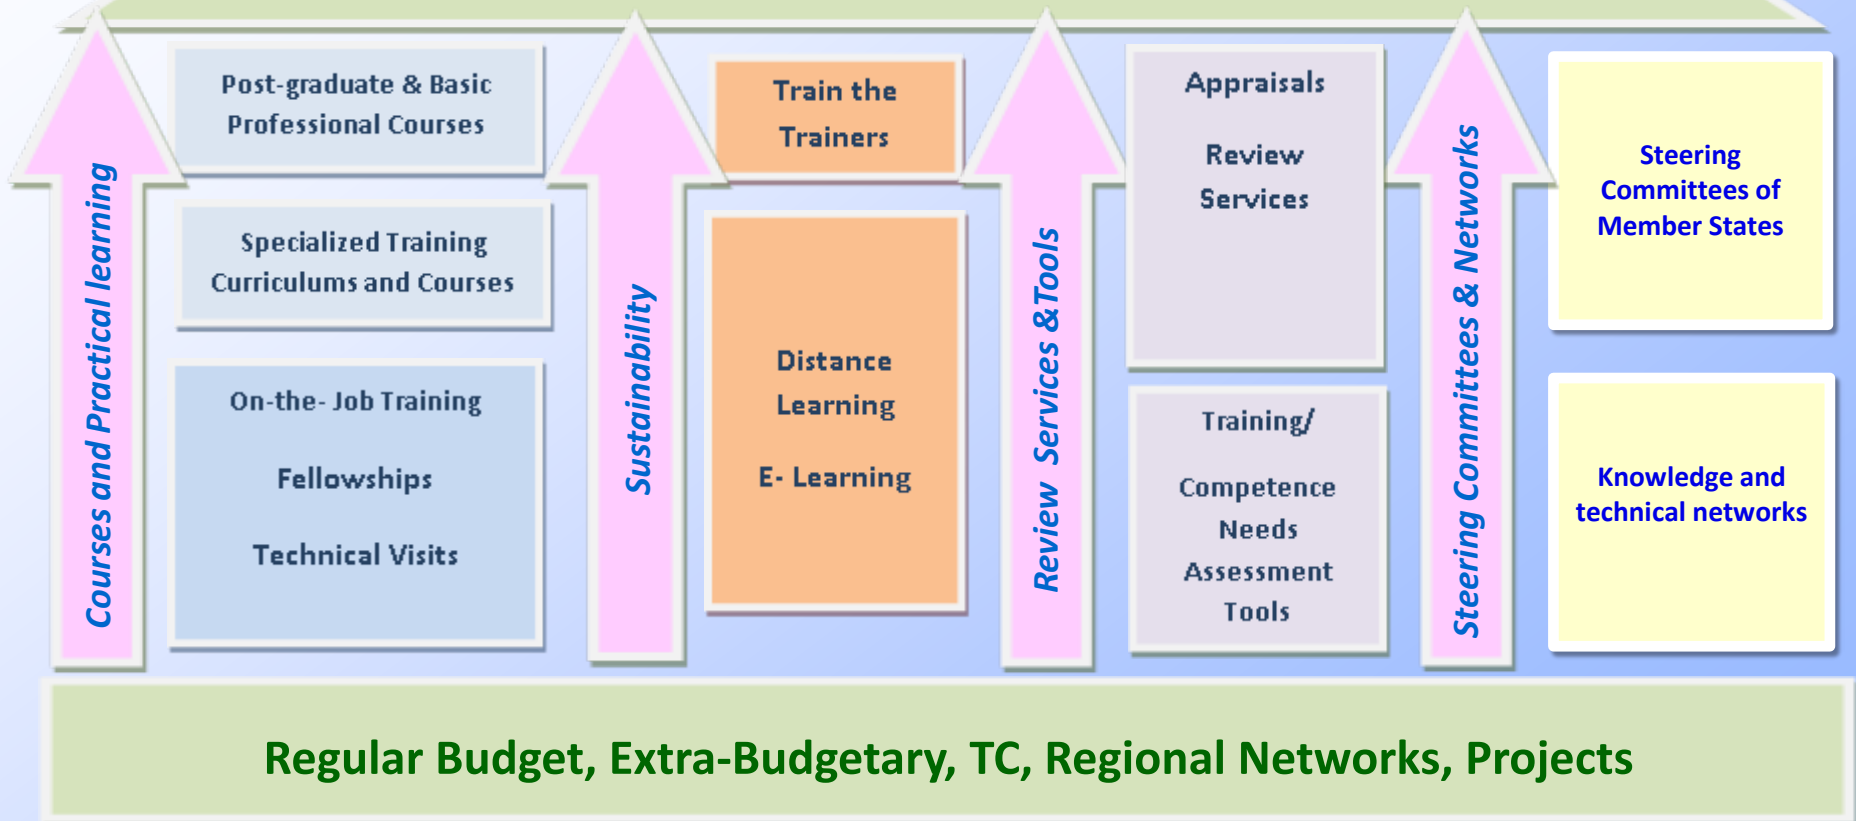 Courses and Practical learning
Post-graduate & Basic
Professional Courses
Specialized Training
Curriculums and Courses
On-the- Job Training
Fellowships
Technical Visits
Sustainability
Train the
Trainers
Distance
Learning
E- Learning
Review Services &Tools
Appraisals
Review
Services
Training/
Competence
Needs
Assessment
Tools
Steering Committees & Networks
Steering
Committees of
Member States
Knowledge and
technical networks
Regular Budget, Extra-Budgetary, TC, Regional Networks, Projects